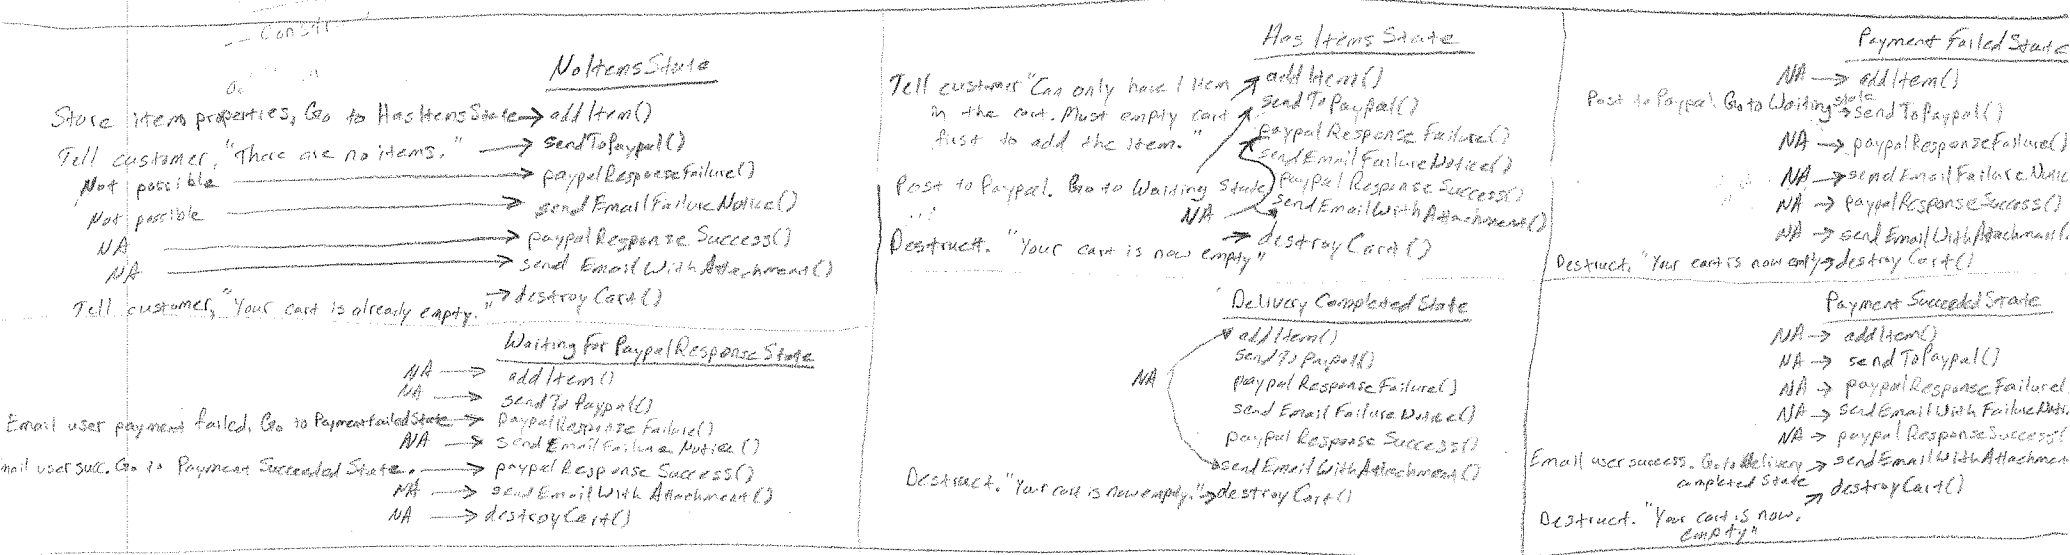 NoItemsState
Store item properties, Go to HasItemsState → addItem()
Tell customer, "There are no items." → sendToPaypal()
Not possible → paypalResponseFailure()
Not possible → sendEmailFailureNotice()
NA → paypalResponseSuccess()
NA → sendEmailWithAttachment()
Tell customer, "Your cart is already empty." → destroyCart()
Waiting For Paypal Response State
NA → addItem()
NA → sendToPaypal()
Email user payment failed. Go to PaymentFailedState → paypalResponseFailure()
NA → sendEmailFailureNotice()
user succ. Go to Payment Succeeded State. → paypalResponseSuccess()
NA → sendEmailWithAttachment()
NA → destroyCart()
Has Items State
Tell customer "Can only have 1 item
in the cart. Must empty cart
first to add the item."
addItem()
sendToPaypal()
paypalResponseFailure()
sendEmailFailureNotice()
paypalResponseSuccess()
sendEmailWithAttachment()
Post to Paypal. Go to Waiting State
NA
Destruct. "Your cart is now empty" → destroyCart()
Delivery Completed State
addItem()
sendToPaypal()
NA
paypalResponseFailure()
sendEmailFailureNotice()
paypalResponseSuccess()
sendEmailWithAttachment()
Destruct. "Your cart is now empty." → destroyCart()
Payment Failed State
NA → addItem()
Post to Paypal. Go to Waiting state → sendToPaypal()
NA → paypalResponseFailure()
NA → sendEmailFailureNotic
NA → paypalResponseSuccess()
NA → sendEmailWithAttachment(
Destruct. "Your cart is now empty → destroyCart()
Payment Succeeded State
NA → addItem()
NA → sendToPaypal()
NA → paypalResponseFailure(
NA → sendEmailWithFailureNoti
NA → paypalResponseSuccess(
Email user success. Go to Delivery → sendEmailWithAttachment
completed State
destroyCart()
Destruct. "Your cart is now.
empty"